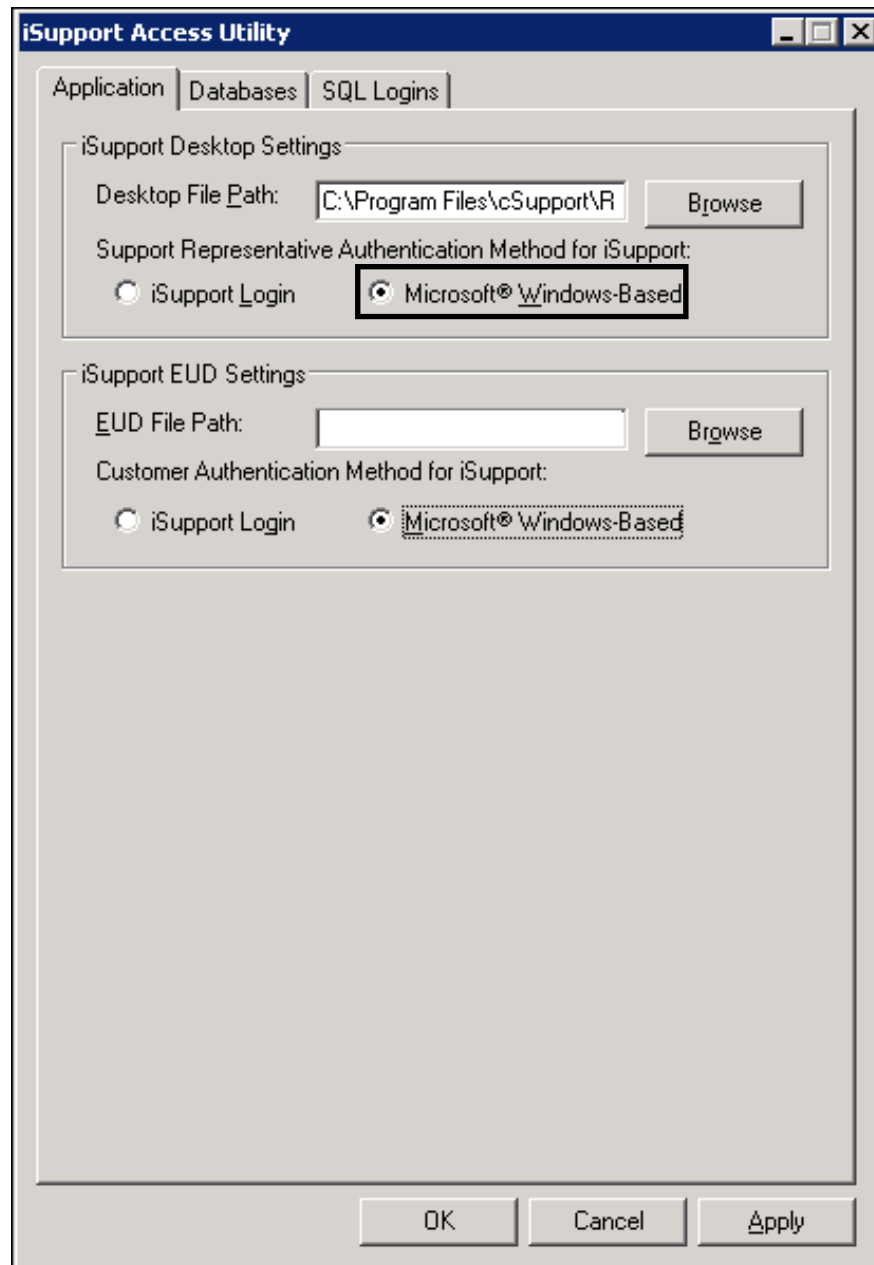 iSupport Access Utility
Application Databases SQL Logins
iSupport Desktop Settings
Desktop File Path: C:\Program Files\cSupport\R Browse
Support Representative Authentication Method for iSupport:
iSupport Login Microsoft® Windows-Based
iSupport EUD Settings
EUD File Path: Browse
Customer Authentication Method for iSupport:
iSupport Login Microsoft® Windows-Based
OK Cancel Apply